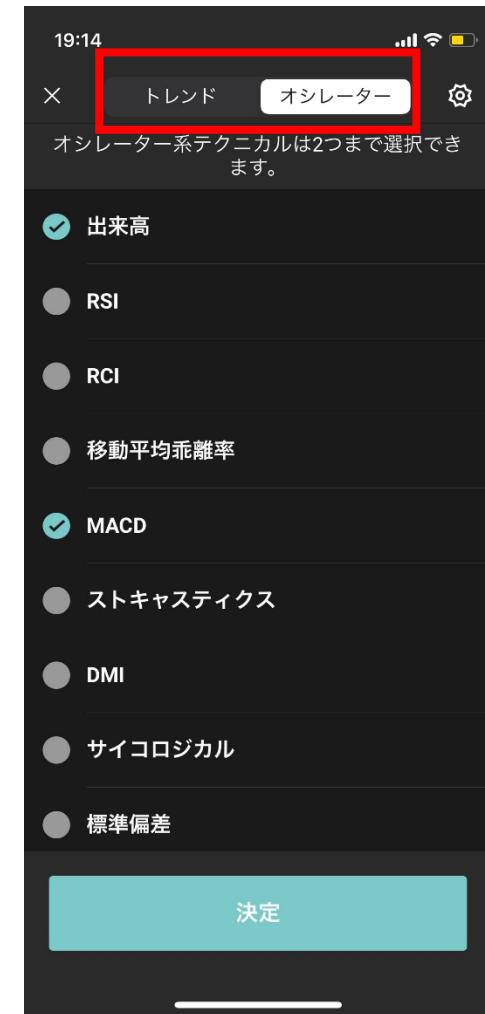 19:14
トレンド オシレーター
オシレーター系テクニカルは2つまで選択でき
ます。
出来高
RSI
RCI
移動平均乖離率
MACD
ストキャスティクス
DMI
サイコロジカル
標準偏差
決定